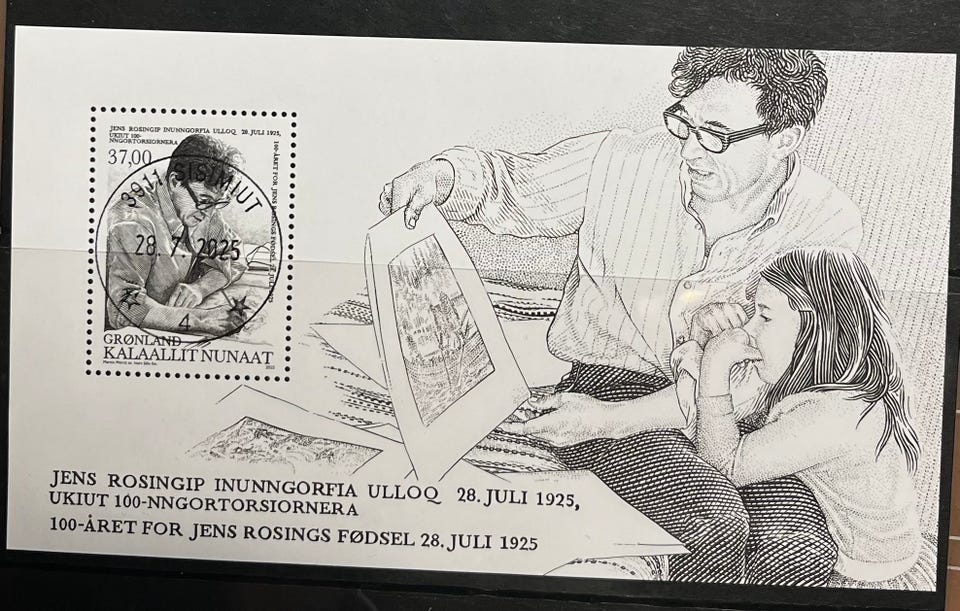 JENS ROSINGIP INUNNGORFIA ULLOQ 28. JULI 1925,
UKIUT 100-
NNGORTORSIORNERA
37,00
100-ÅRET FOR JENS ROSINGS FØDSEL 28. JULI 1925
3911 SISIMIUT
28. 7. 2025
4
GRØNLAND
KALAALLIT NUNAAT
2025
JENS ROSINGIP INUNNGORFIA ULLOQ 28. JULI 1925,
UKIUT 100-NNGORTORSIORNERA
100-ÅRET FOR JENS ROSINGS FØDSEL 28. JULI 1925